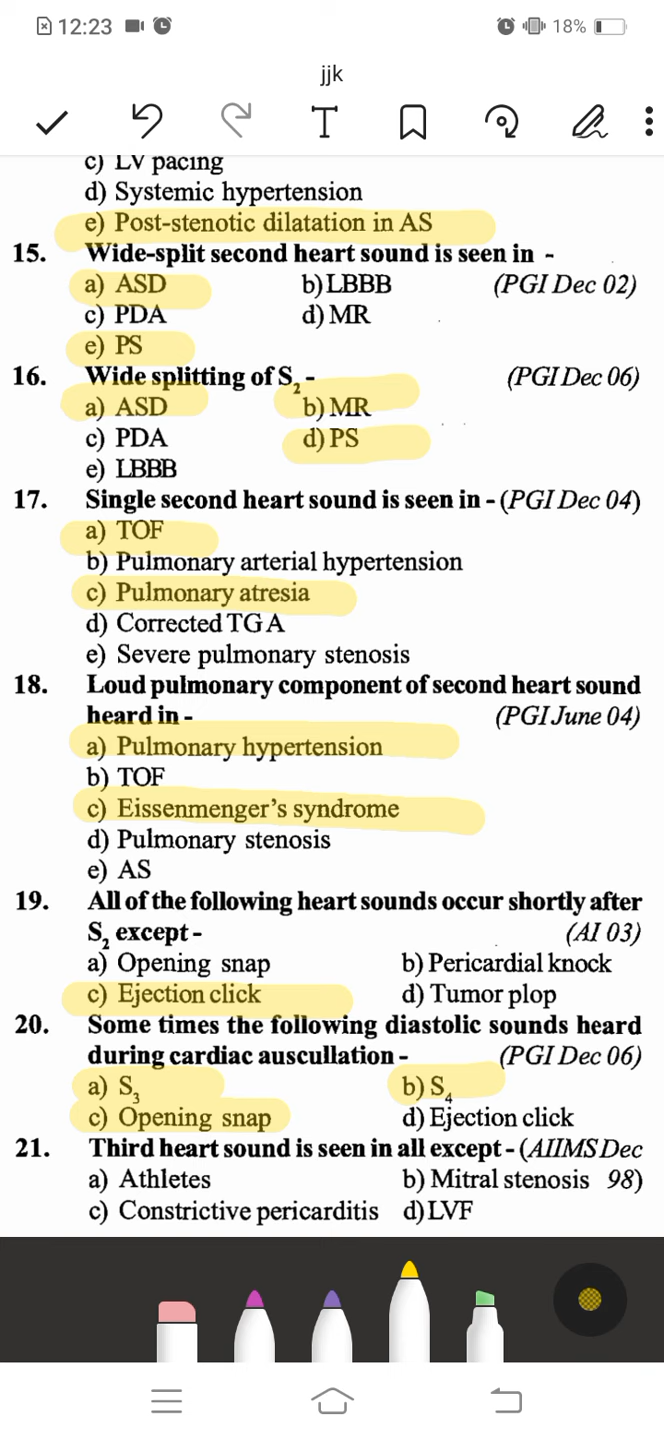 12:23
18%
jjk
T
c) LV pacing
d) Systemic hypertension
e) Post-stenotic dilatation in AS
15. Wide-split second heart sound is seen in -
a) ASD b) LBBB (PGI Dec 02)
c) PDA d) MR
e) PS
16. Wide splitting of S₂ - (PGI Dec 06)
a) ASD b) MR
c) PDA d) PS
e) LBBB
17. Single second heart sound is seen in - (PGI Dec 04)
a) TOF
b) Pulmonary arterial hypertension
c) Pulmonary atresia
d) Corrected TGA
e) Severe pulmonary stenosis
18. Loud pulmonary component of second heart sound
heard in - (PGI June 04)
a) Pulmonary hypertension
b) TOF
c) Eissenmenger's syndrome
d) Pulmonary stenosis
e) AS
19. All of the following heart sounds occur shortly after
S₂ except - (AI 03)
a) Opening snap b) Pericardial knock
c) Ejection click d) Tumor plop
20. Some times the following diastolic sounds heard
during cardiac auscullation - (PGI Dec 06)
a) S₃ b) S₄
c) Opening snap d) Ejection click
21. Third heart sound is seen in all except - (AIIMS Dec
a) Athletes b) Mitral stenosis 98)
c) Constrictive pericarditis d) LVF